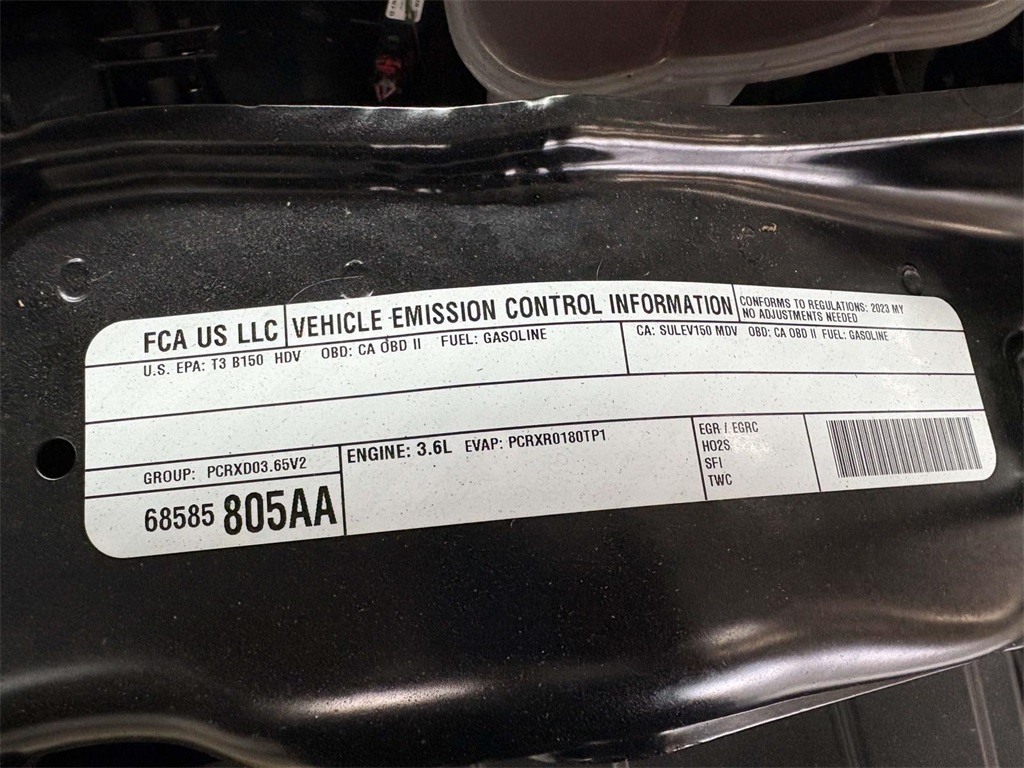 FCA US LLC
VEHICLE EMISSION CONTROL INFORMATION
CONFORMS TO REGULATIONS: 2023 MY
NO ADJUSTMENTS NEEDED
U.S. EPA: T3 B150 HDV OBD: CA OBD II FUEL: GASOLINE
CA: SULEV150 MDV OBD: CA OBD II FUEL: GASOLINE
GROUP: PCRXD03.65V2
68585 805AA
ENGINE: 3.6L EVAP: PCRXR0180TP1
EGR / EGRC
HO2S
SFI
TWC